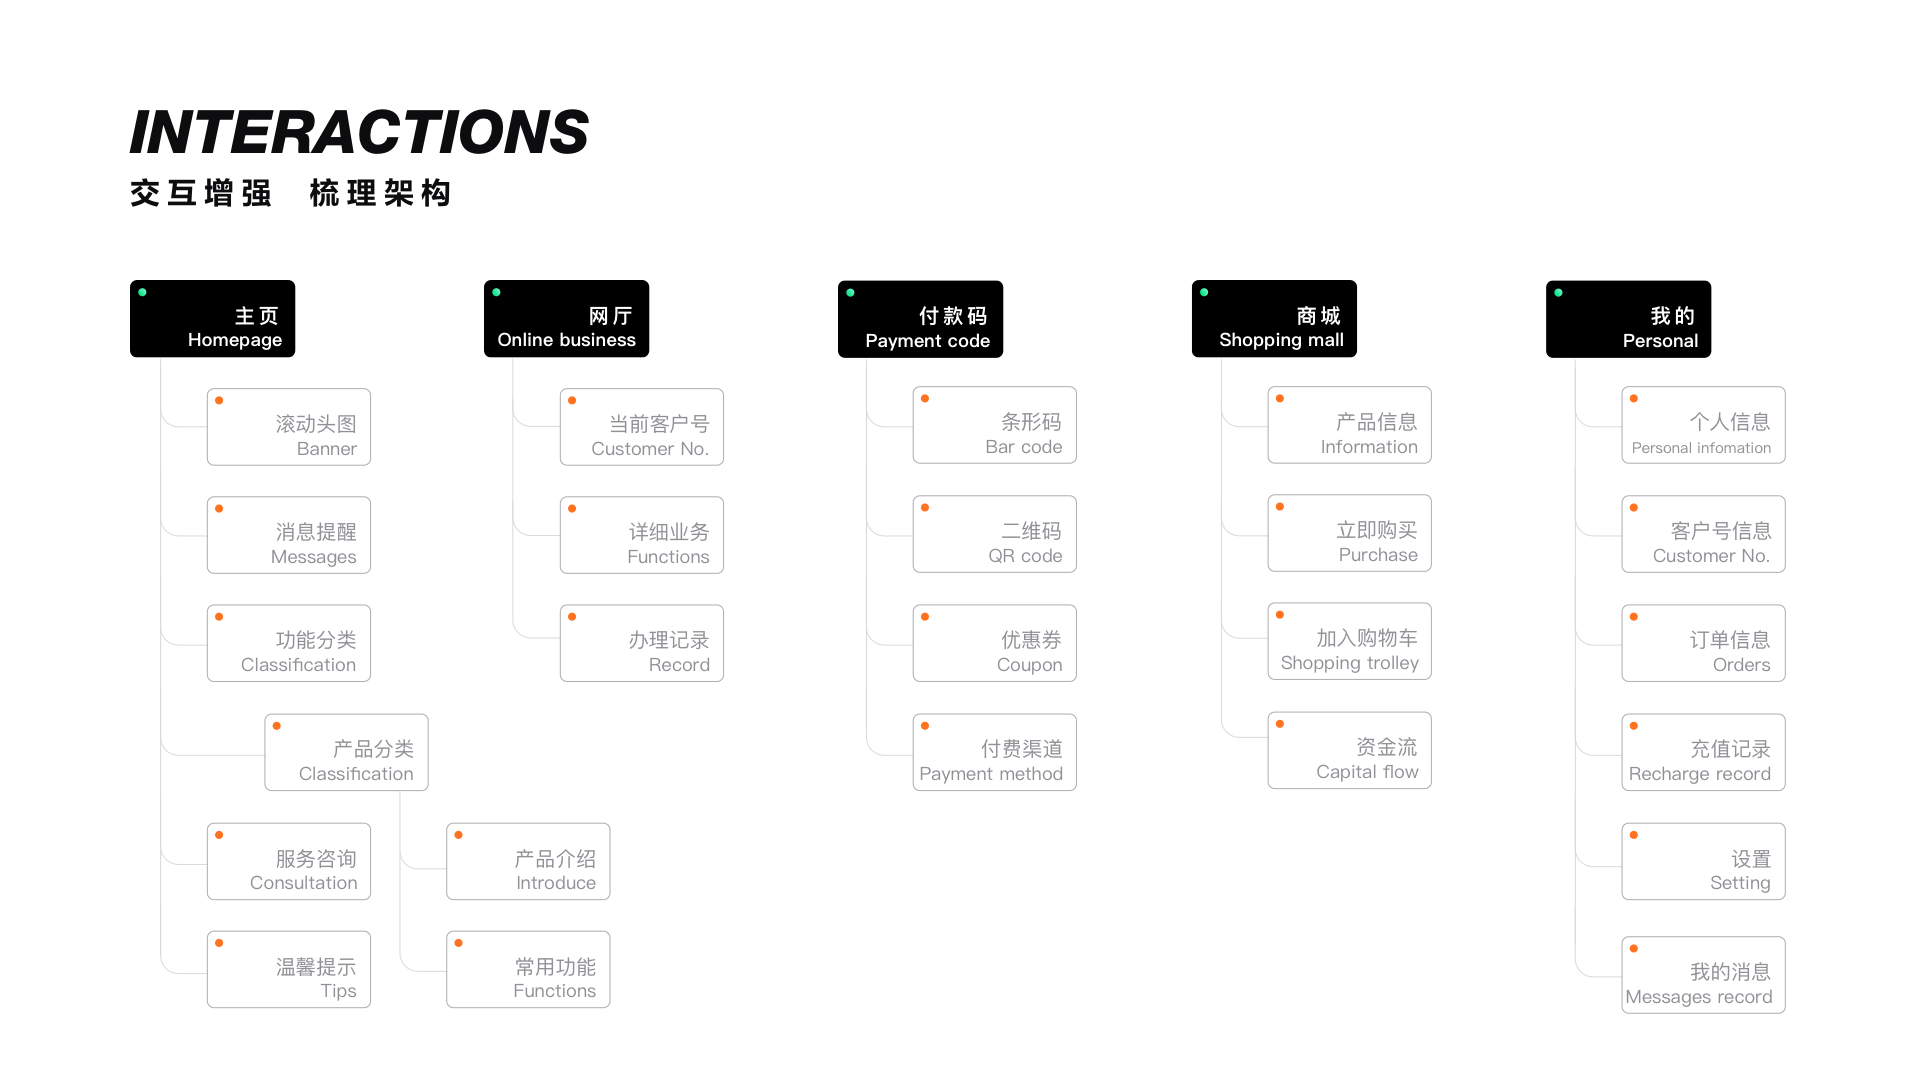 INTERACTIONS
交互增强 梳理架构
主页
Homepage
滚动头图
Banner
消息提醒
Messages
功能分类
Classification
产品分类
Classification
产品介绍
Introduce
常用功能
Functions
服务咨询
Consultation
温馨提示
Tips
网厅
Online business
当前客户号
Customer No.
详细业务
Functions
办理记录
Record
付款码
Payment code
条形码
Bar code
二维码
QR code
优惠券
Coupon
付费渠道
Payment method
商城
Shopping mall
产品信息
Information
立即购买
Purchase
加入购物车
Shopping trolley
资金流
Capital flow
我的
Personal
个人信息
Personal infomation
客户号信息
Customer No.
订单信息
Orders
充值记录
Recharge record
设置
Setting
我的消息
Messages record